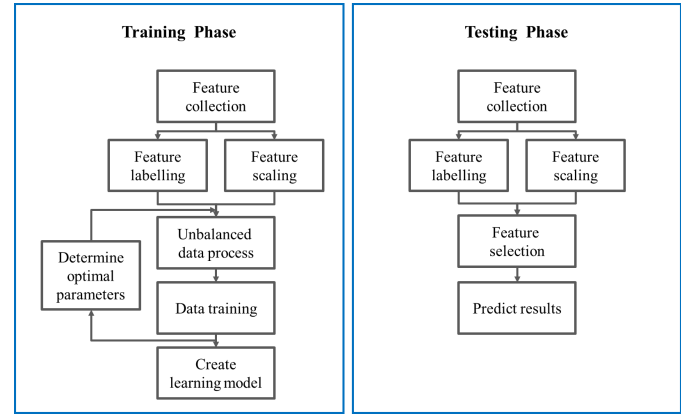 Training Phase
Feature
collection
Feature
labelling
Feature
scaling
Unbalanced
data process
Determine
optimal
parameters
Data training
Create
learning model
Testing Phase
Feature
collection
Feature
labelling
Feature
scaling
Feature
selection
Predict results